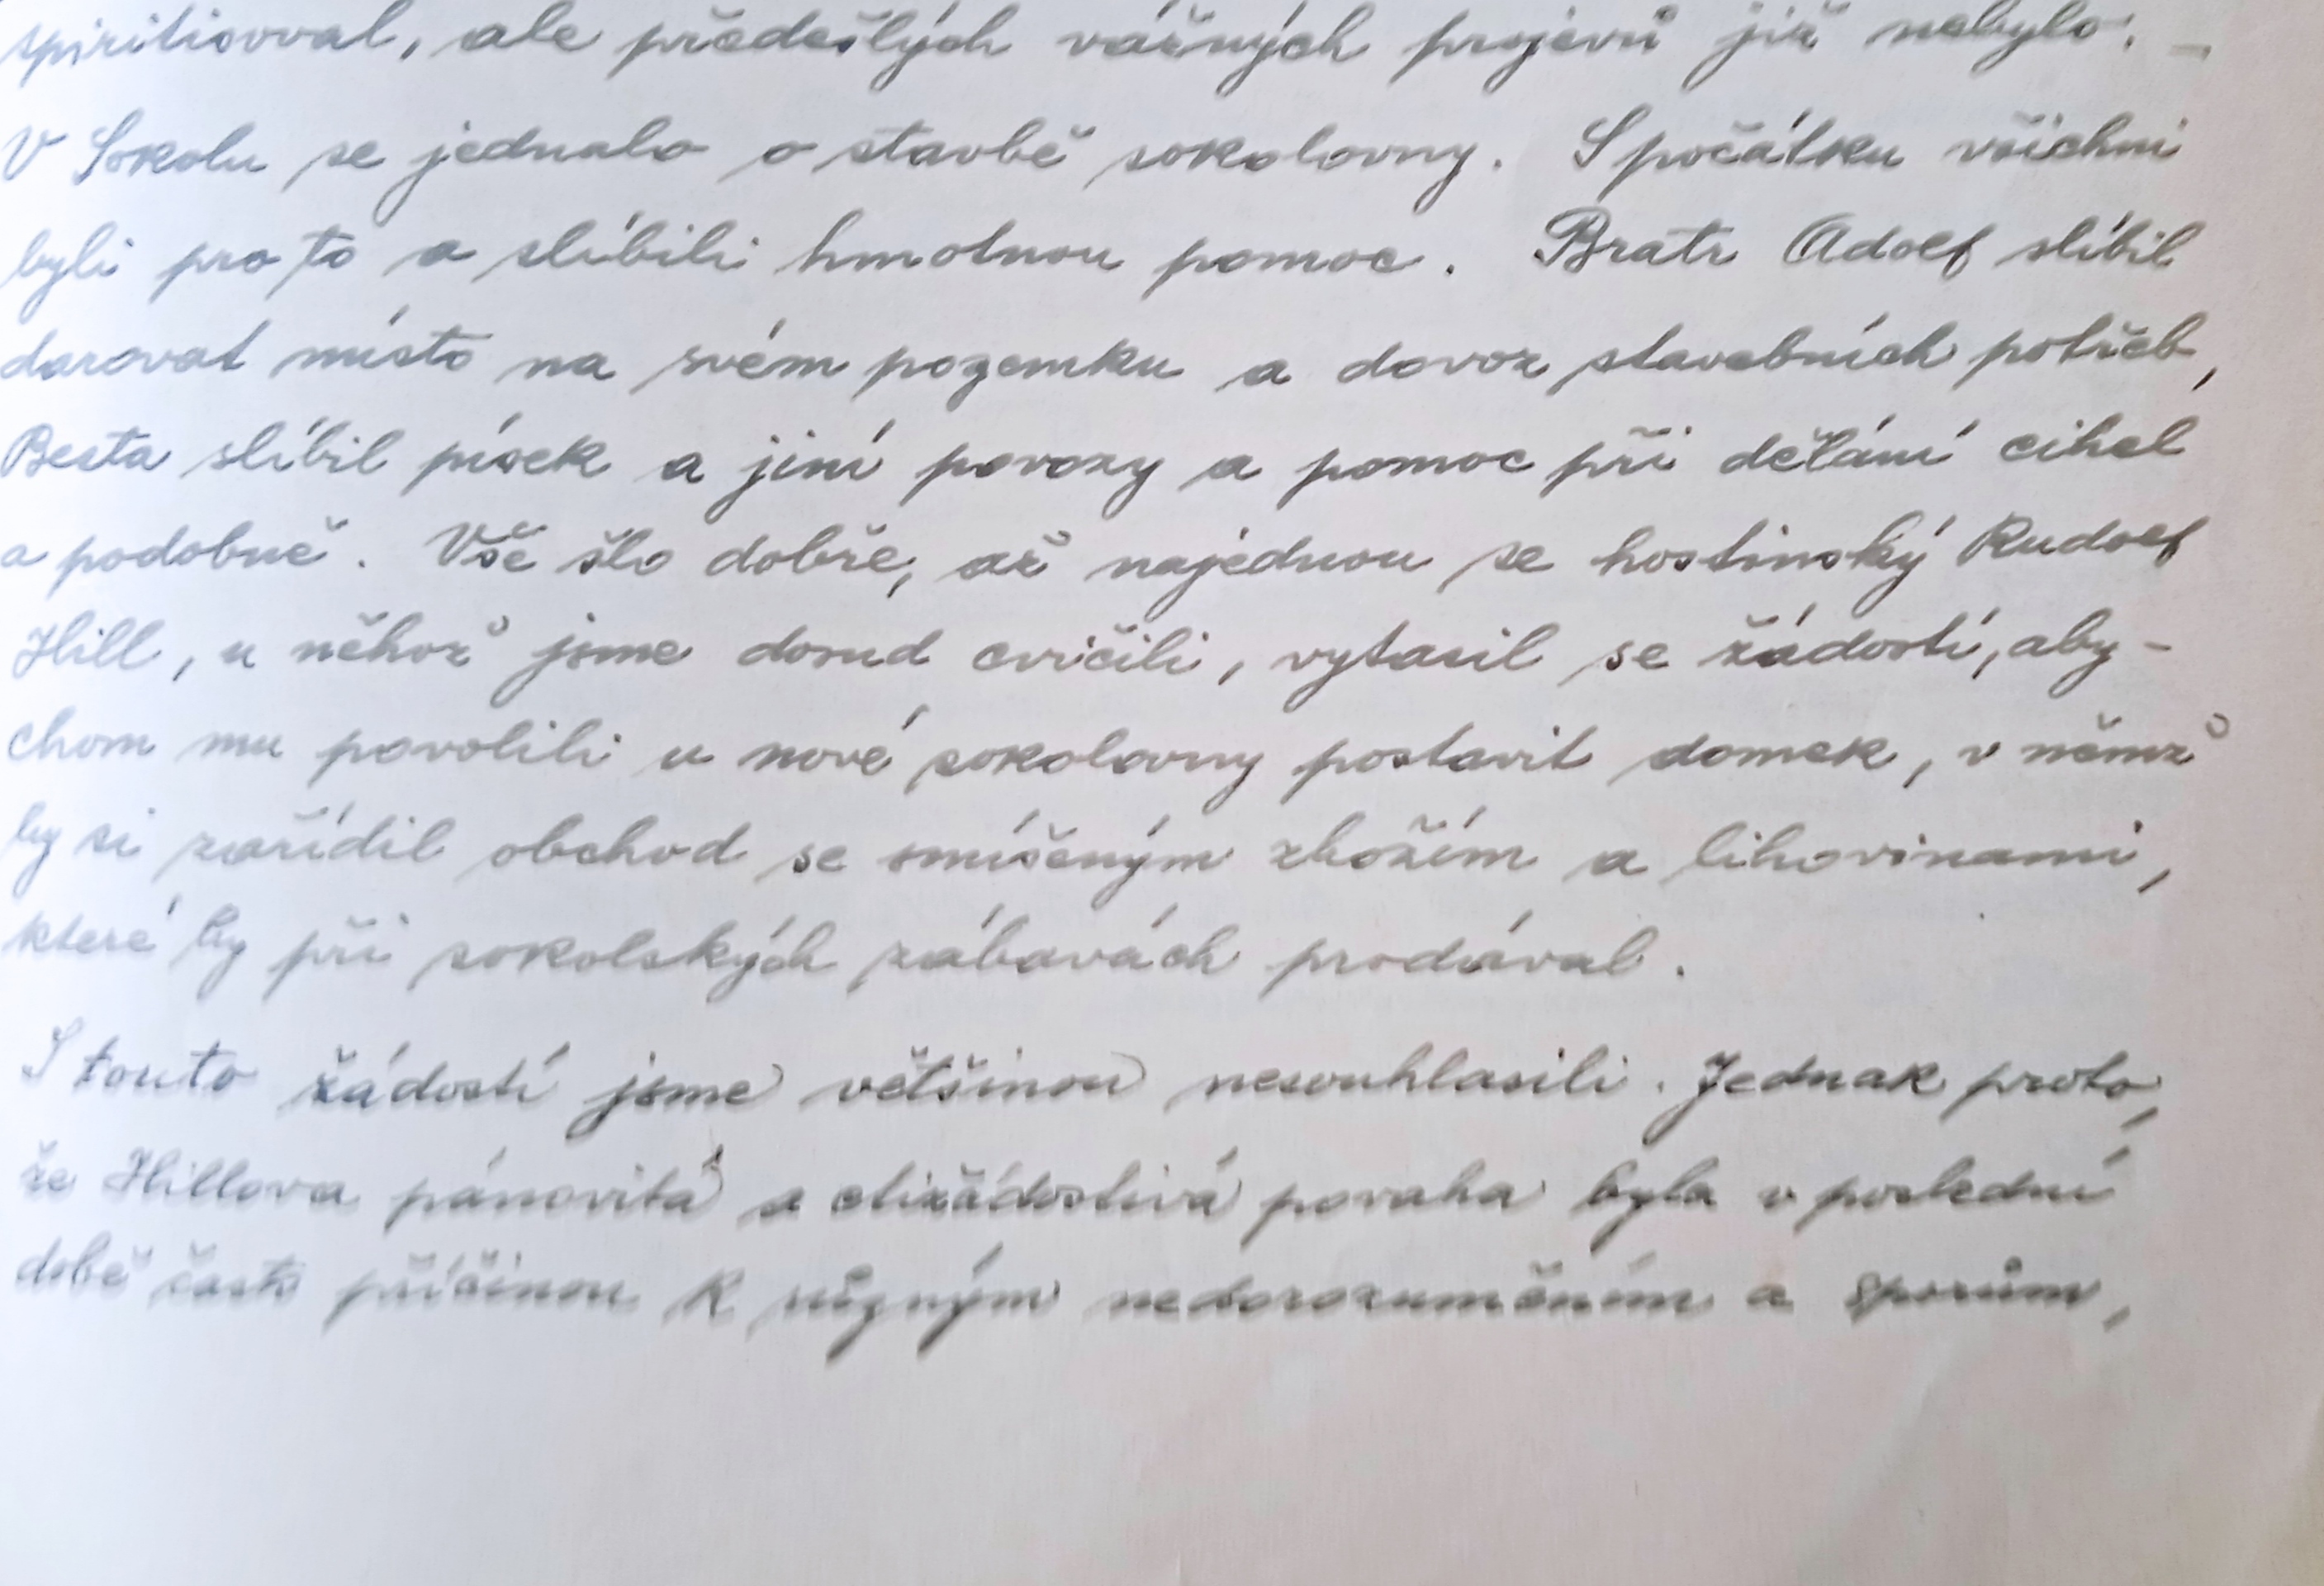 spiritisoval, ale předešlých vážných projevů již nebylo. –
V Sokolu se jednalo o stavbě sokolovny. S počátku všichni
byli pro to a slíbili hmotnou pomoc. Bratr Adolf slíbil
darovat místo na svém pozemku a dovoz stavebních potřeb,
Besta slíbil písek a jiní povozy a pomoc při dělání cihel
a podobně. Vše šlo dobře, až najednou se hostinský Rudolf
Hill, u něhož jsme dosud cvičili, vytasil se žádostí, aby-
chom mu povolili u nové sokolovny postavit domek, v němž
by si zařídil obchod se smíšeným zbožím a lihovinami,
které by při sokolských zábavách prodával.
S touto žádostí jsme většinou nesouhlasili. Jednak proto,
že Hillova pánovitá a ctižádostivá povaha byla v poslední
době často příčinou k různým nedorozuměním a sporům,